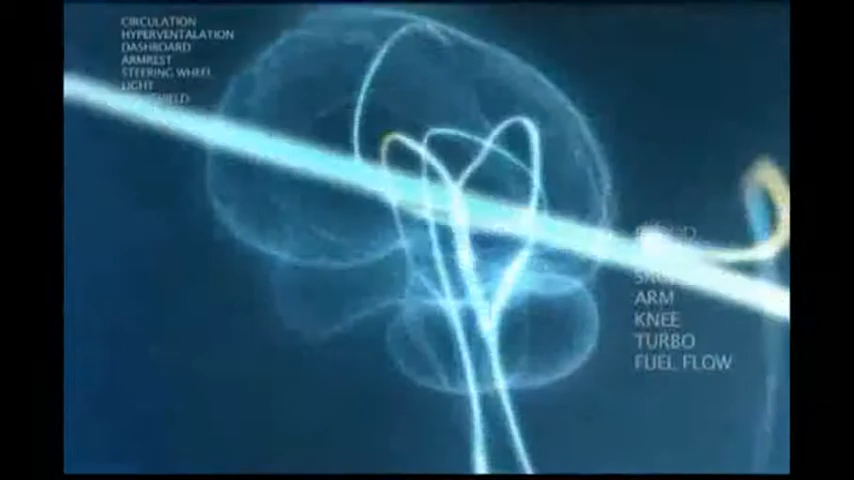 CIRCULATION
HYPERVENTALATION
DASHBOARD
ARMREST
STEERING WHEEL
LIGHT
ARM
KNEE
TURBO
FUEL FLOW